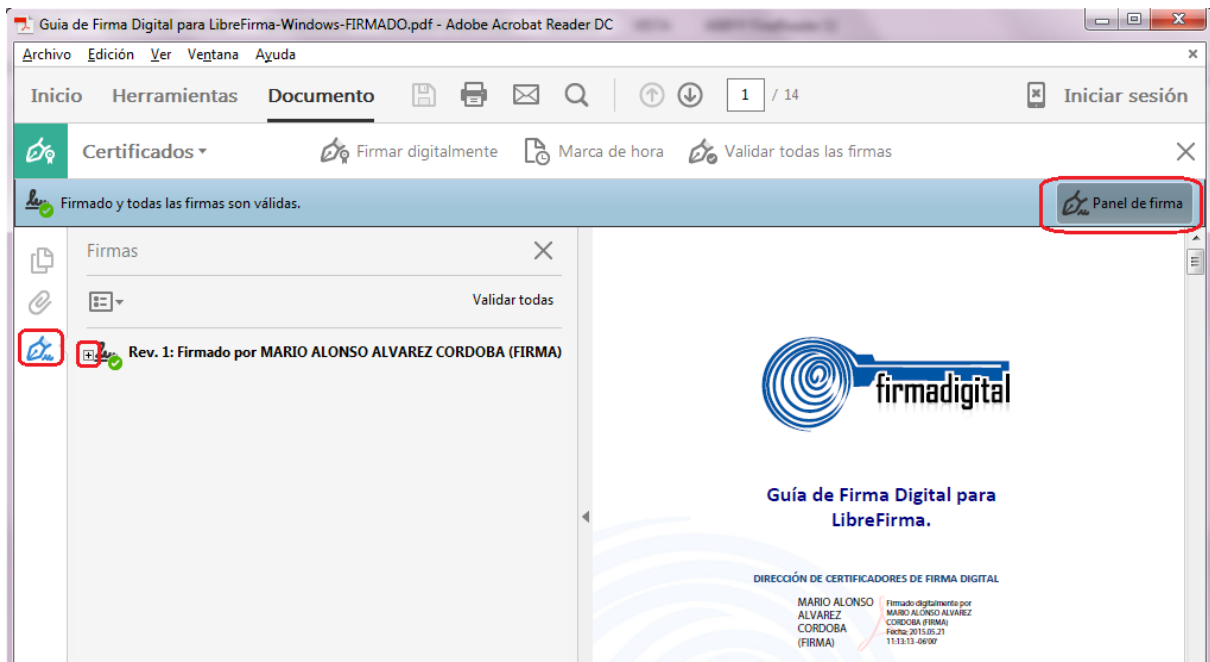 Guia de Firma Digital para LibreFirma-Windows-FIRMADO.pdf - Adobe Acrobat Reader DC
Archivo Edición Ver Ventana Ayuda
Inicio Herramientas Documento 1 / 14 Iniciar sesión
Certificados Firmar digitalmente Marca de hora Validar todas las firmas
Firmado y todas las firmas son válidas. Panel de firma
Firmas
Validar todas
Rev. 1: Firmado por MARIO ALONSO ALVAREZ CORDOBA (FIRMA)
firmadigital
Guía de Firma Digital para
LibreFirma.
DIRECCIÓN DE CERTIFICADORES DE FIRMA DIGITAL
MARIO ALONSO
ALVAREZ
CORDOBA
(FIRMA)
Firmado digitalmente por
MARIO ALONSO ALVAREZ
CORDOBA (FIRMA)
Fecha: 2015.05.21
11:13:13 -06'00'